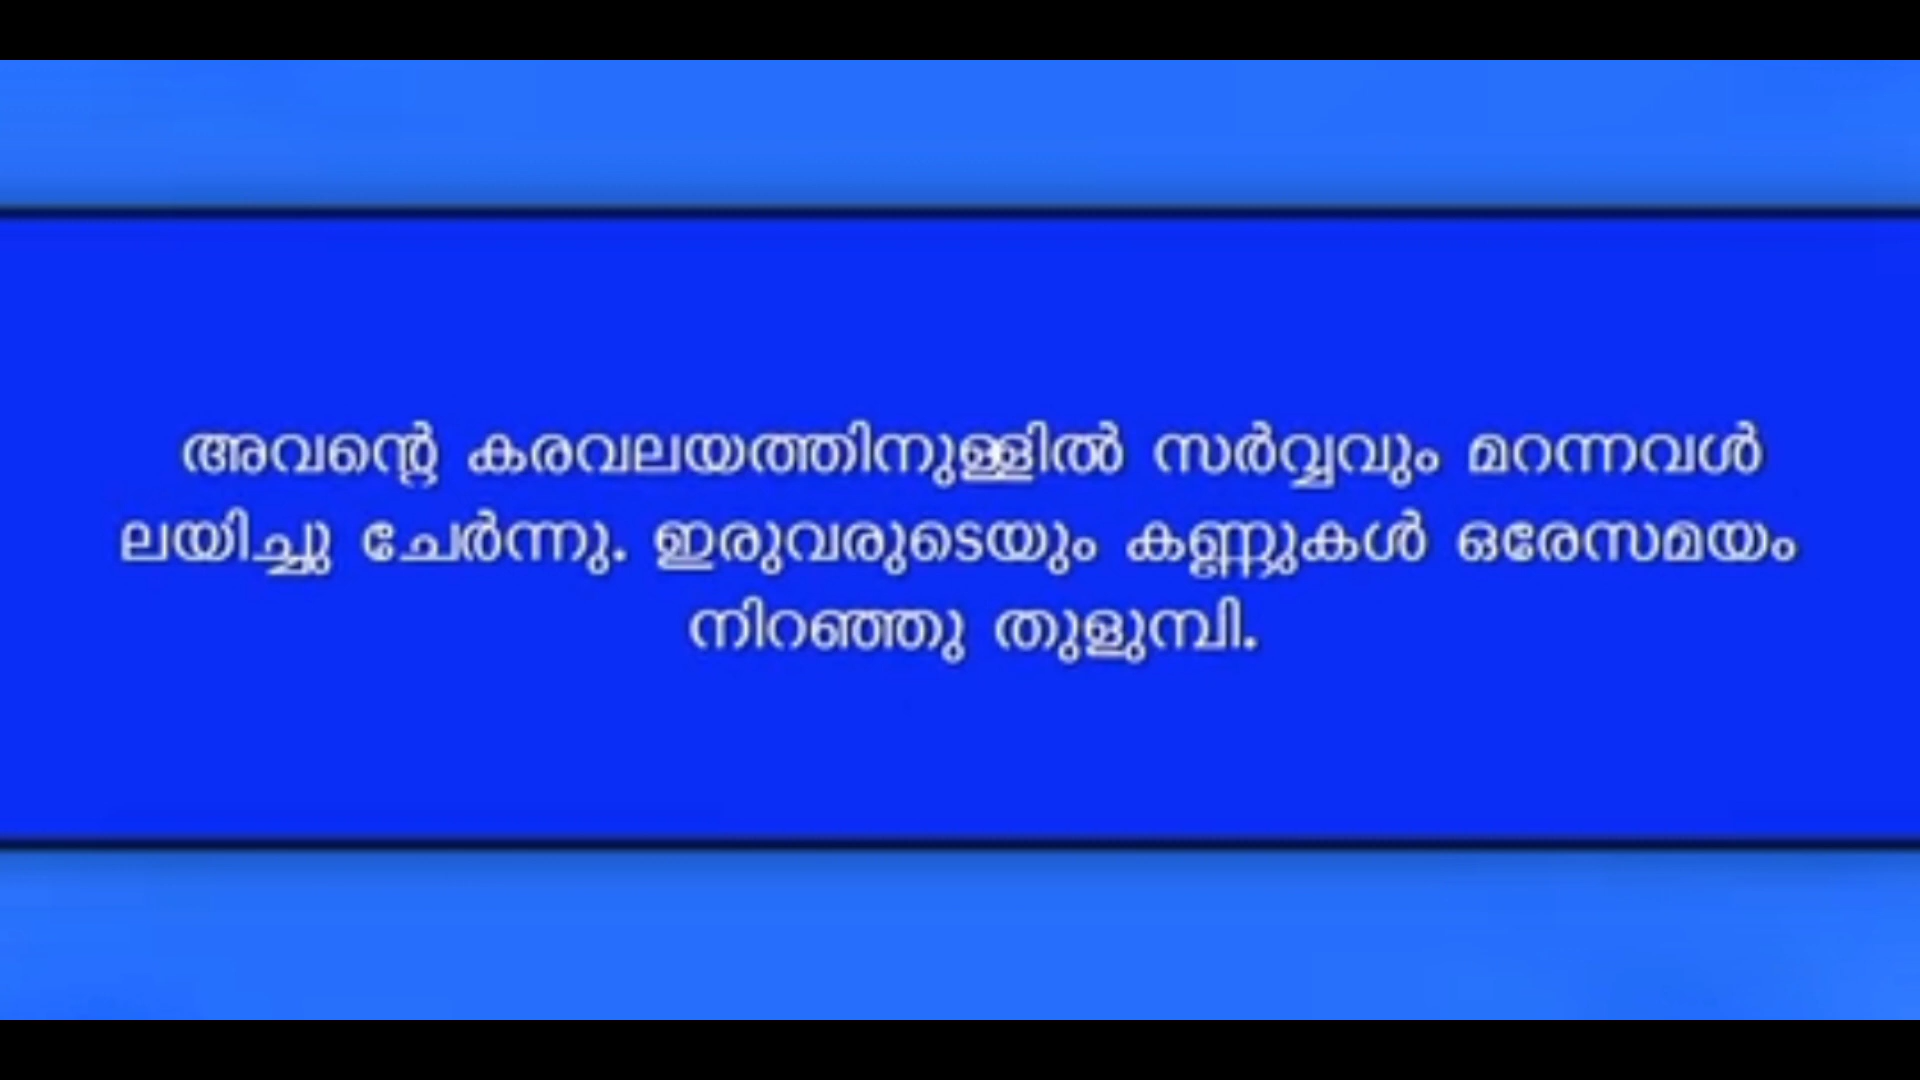 അവന്റെ കരവലയത്തിനുള്ളിൽ സർവ്വവും മറന്നവൾ
ലയിച്ചു ചേർന്നു. ഇരുവരുടെയും കണ്ണുകൾ ഒരേസമയം
നിറഞ്ഞു തുളുമ്പി.